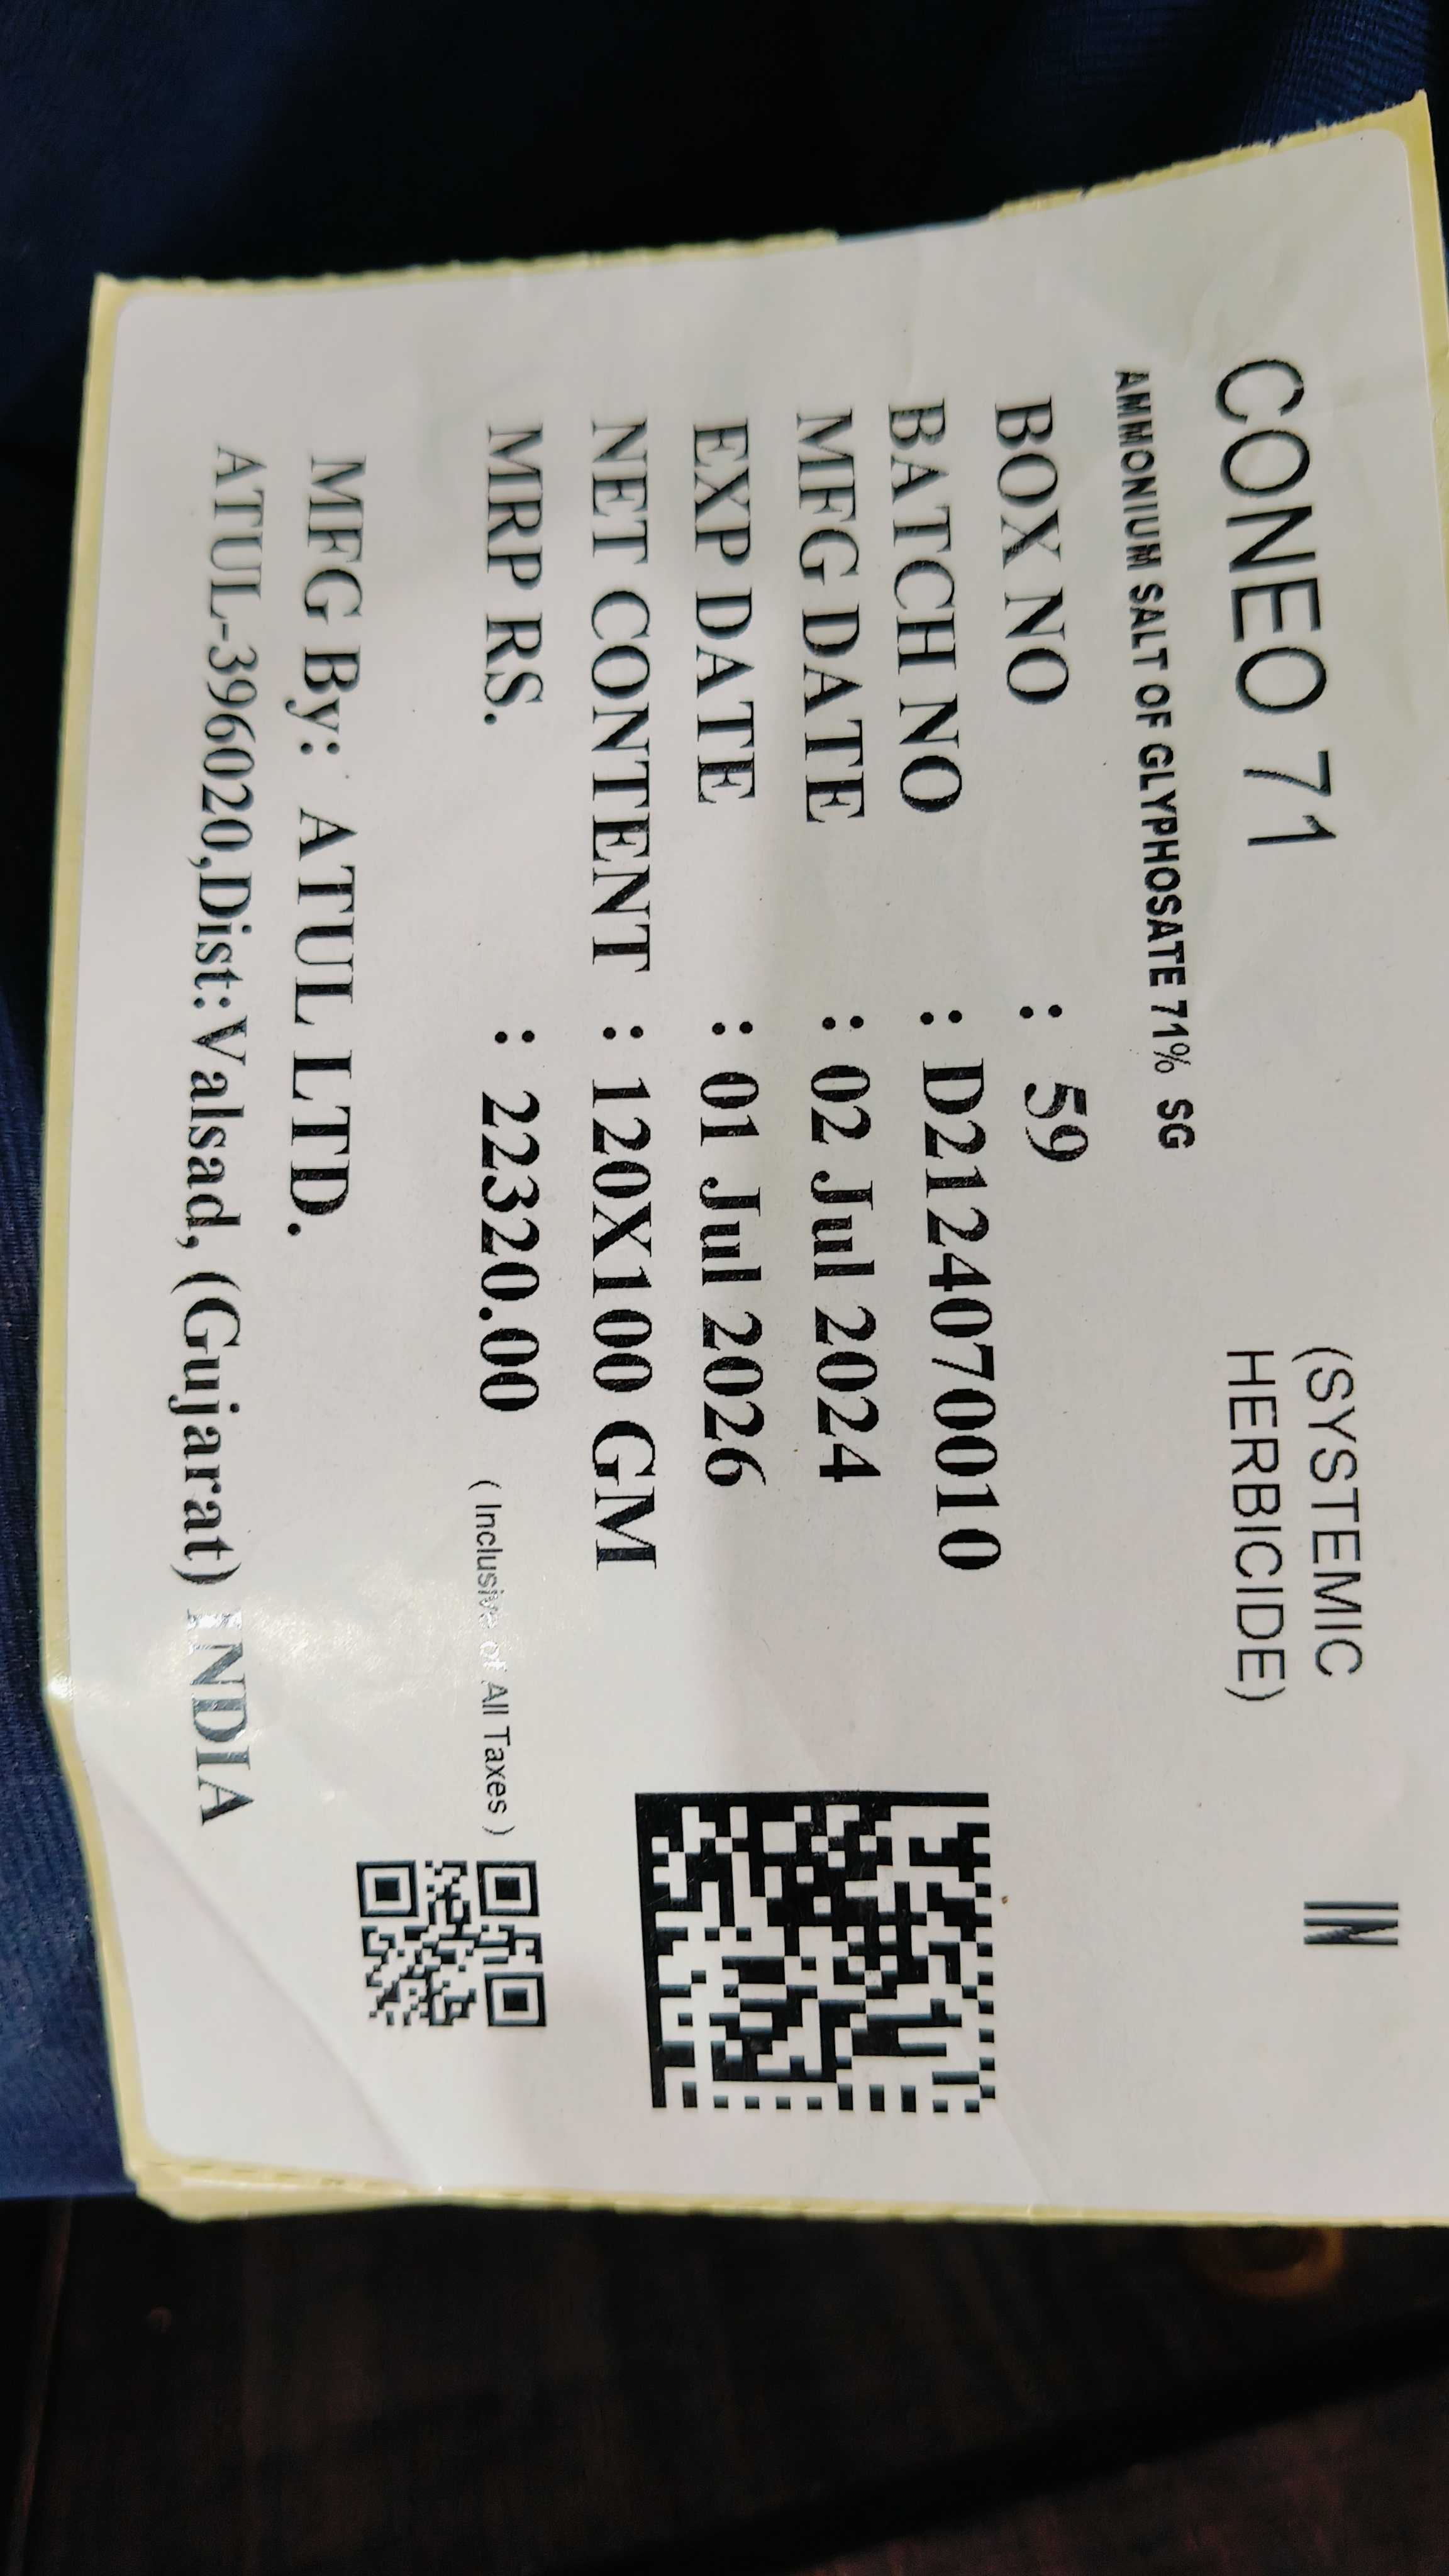 CONEO 71 (SYSTEMIC HERBICIDE) IN
AMMONIUM SALT OF GLYPHOSATE 71% SG
BOX NO : 59
BATCH NO : D2124070010
MFG DATE : 02 Jul 2024
EXP DATE : 01 Jul 2026
NET CONTENT : 120X100 GM
MRP RS. : 22320.00 ( Inclusive of All Taxes )
MFG By: ATUL LTD.
ATUL-396020,Dist:Valsad, (Gujarat) INDIA